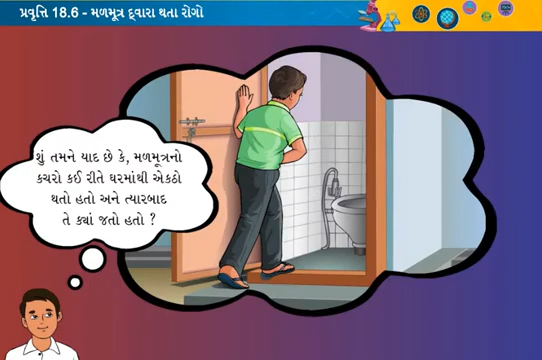 પ્રવૃત્તિ 18.6 - મળમૂત્ર દ્વારા થતા રોગો
શું તમને યાદ છે કે, મળમૂત્રનો
કચરો કઈ રીતે ઘરમાંથી એકઠો
થતો હતો અને ત્યારબાદ
તે ક્યાં જતો હતો ?